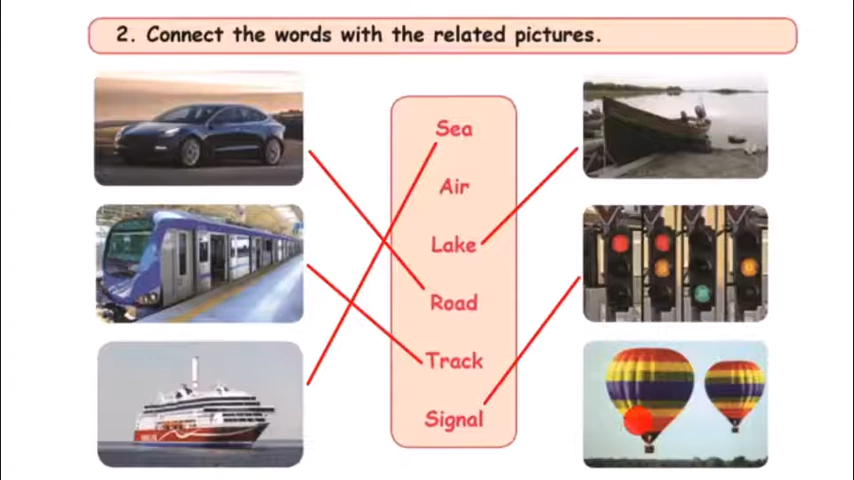 2. Connect the words with the related pictures.
Sea
Air
Lake
Road
Track
Signal